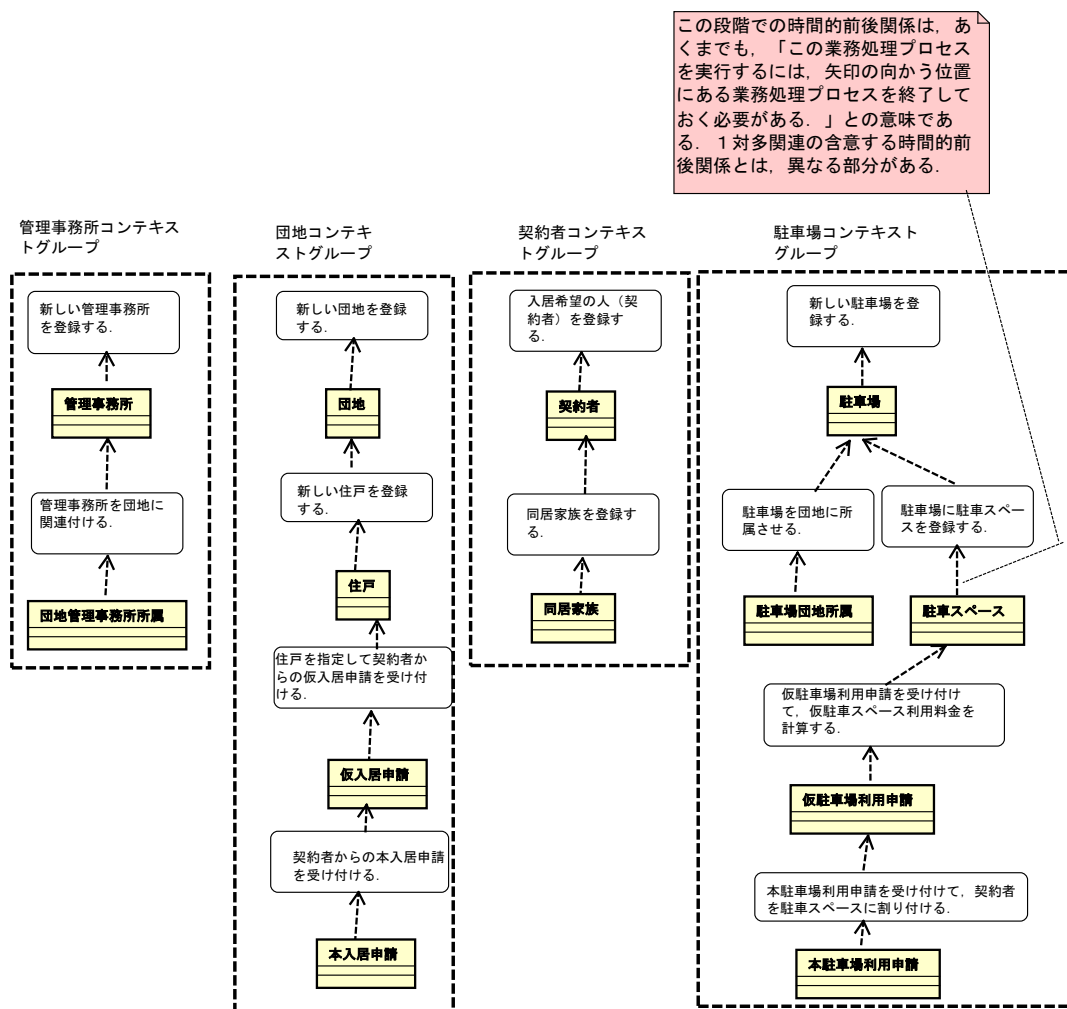 この段階での時間的前後関係は，あ
くまでも，「この業務処理プロセス
を実行するには，矢印の向かう位置
にある業務処理プロセスを終了して
おく必要がある．」との意味であ
る．１対多関連の含意する時間的前
後関係とは，異なる部分がある．
管理事務所コンテキス
トグループ
新しい管理事務所
を登録する．
管理事務所
管理事務所を団地に
関連付ける．
団地管理事務所所属
団地コンテキ
ストグループ
新しい団地を登録
する．
団地
新しい住戸を登録
する．
住戸
住戸を指定して契約者か
らの仮入居申請を受け付
ける．
仮入居申請
契約者からの本入居申請
を受け付ける．
本入居申請
契約者コンテキス
トグループ
入居希望の人（契
約者）を登録す
る．
契約者
同居家族を登録す
る．
同居家族
駐車場コンテキスト
グループ
新しい駐車場を登
録する．
駐車場
駐車場を団地に所
属させる．
駐車場団地所属
駐車場に駐車スペー
スを登録する．
駐車スペース
仮駐車場利用申請を受け付け
て，仮駐車スペース利用料金を
計算する．
仮駐車場利用申請
本駐車場利用申請を受け付けて，契約者
を駐車スペースに割り付ける．
本駐車場利用申請